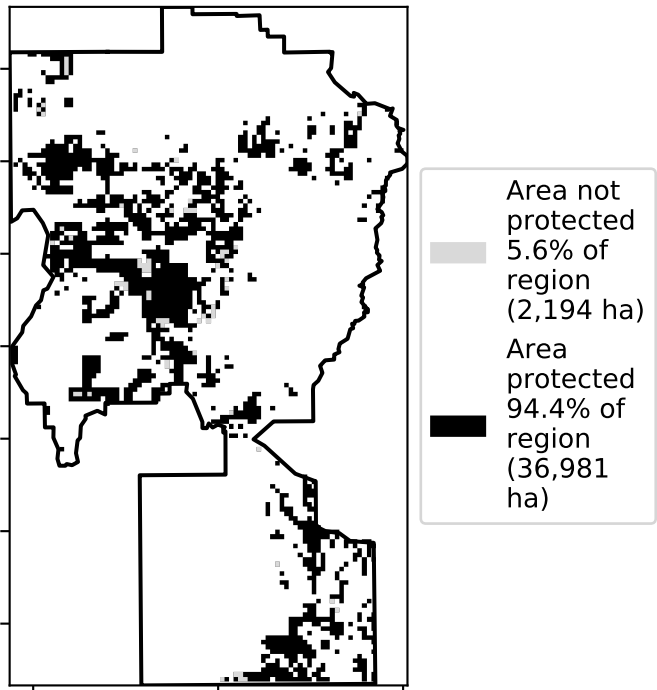 Area not
protected
5.6% of
region
(2,194 ha)
Area
protected
94.4% of
region
(36,981
ha)